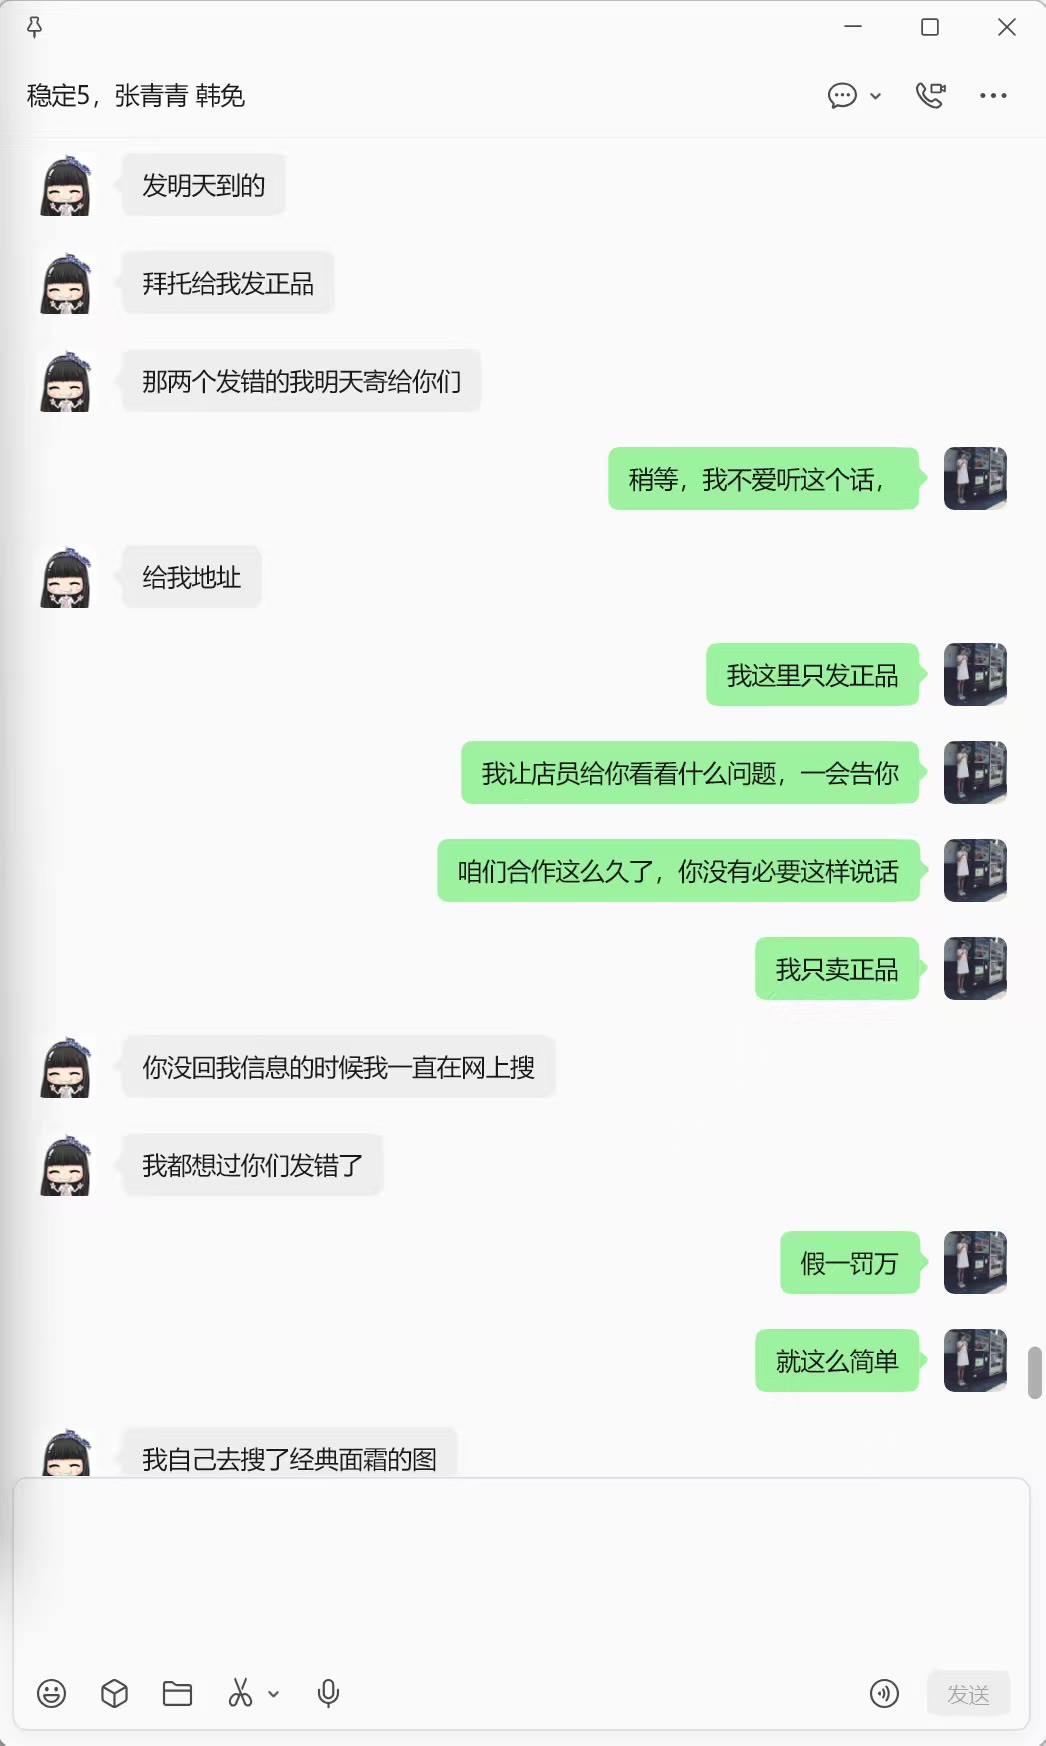 稳定5，张青青 韩免
发明天到的
拜托给我发正品
那两个发错的我明天寄给你们
稍等，我不爱听这个话，
给我地址
我这里只发正品
我让店员给你看看什么问题，一会告你
咱们合作这么久了，你没有必要这样说话
我只卖正品
你没回我信息的时候我一直在网上搜
我都想过你们发错了
假一罚万
就这么简单
我自己去搜了经典面霜的图
发送